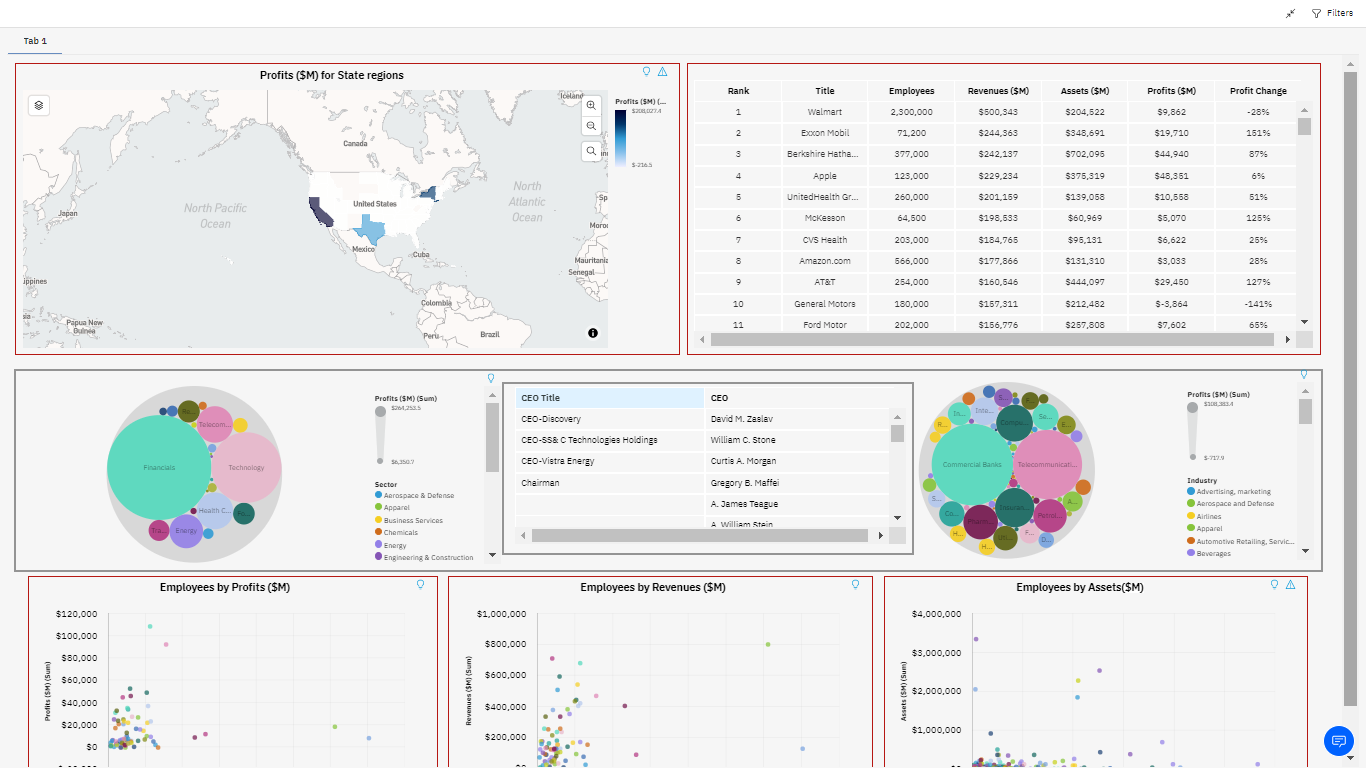 Filters
Tab 1
Profits ($M) for State regions
Profits ($M) (...
$208,027.4
$-216.5
Iceland
Canada
North Pacific
Ocean
North
Atlantic
Ocean
United States
Japan
Mexico
Cuba
Mauritania
Senegal
Colombia
Papua New
Guinea
Peru
Brazil
Rank Title Employees Revenues ($M) Assets ($M) Profits ($M) Profit Change
1 Walmart 2,300,000 $500,343 $204,522 $9,862 -28%
2 Exxon Mobil 71,200 $244,363 $348,691 $19,710 151%
3 Berkshire Hatha... 377,000 $242,137 $702,095 $44,940 87%
4 Apple 123,000 $229,234 $375,319 $48,351 6%
5 UnitedHealth Gr... 260,000 $201,159 $139,058 $10,558 51%
6 McKesson 64,500 $198,533 $60,969 $5,070 125%
7 CVS Health 203,000 $184,765 $95,131 $6,622 25%
8 Amazon.com 566,000 $177,866 $131,310 $3,033 28%
9 AT&T 254,000 $160,546 $444,097 $29,450 127%
10 General Motors 180,000 $157,311 $212,482 $-3,864 -141%
11 Ford Motor 202,000 $156,776 $257,808 $7,602 65%
Telecom...
Financials
Technology
Health C...
Tra...
Energy
Profits ($M) (Sum)
$264,253.5
$6,350.7
Sector
Aerospace & Defense
Apparel
Business Services
Chemicals
Energy
Engineering & Construction
CEO Title CEO
CEO-Discovery David M. Zaslav
CEO-SS& C Technologies Holdings William C. Stone
CEO-Vistra Energy Curtis A. Morgan
Chairman Gregory B. Maffei
A. James Teague
A. William Stein
In...
Inte...
Se...
R...
Commercial Banks
Telecommunicati...
S...
A...
Co...
Petrol...
H...
H...
F...
D...
Profits ($M) (Sum)
$108,383.4
$-717.9
Industry
Advertising, marketing
Aerospace and Defense
Airlines
Apparel
Automotive Retailing, Servic...
Beverages
Employees by Profits ($M)
$120,000
$100,000
$80,000
$60,000
$40,000
$20,000
$0
Profits ($M) (Sum)
Employees by Revenues ($M)
$1,000,000
$800,000
$600,000
$400,000
$200,000
Revenues ($M) (Sum)
Employees by Assets($M)
$4,000,000
$3,000,000
$2,000,000
$1,000,000
Assets ($M) (Sum)